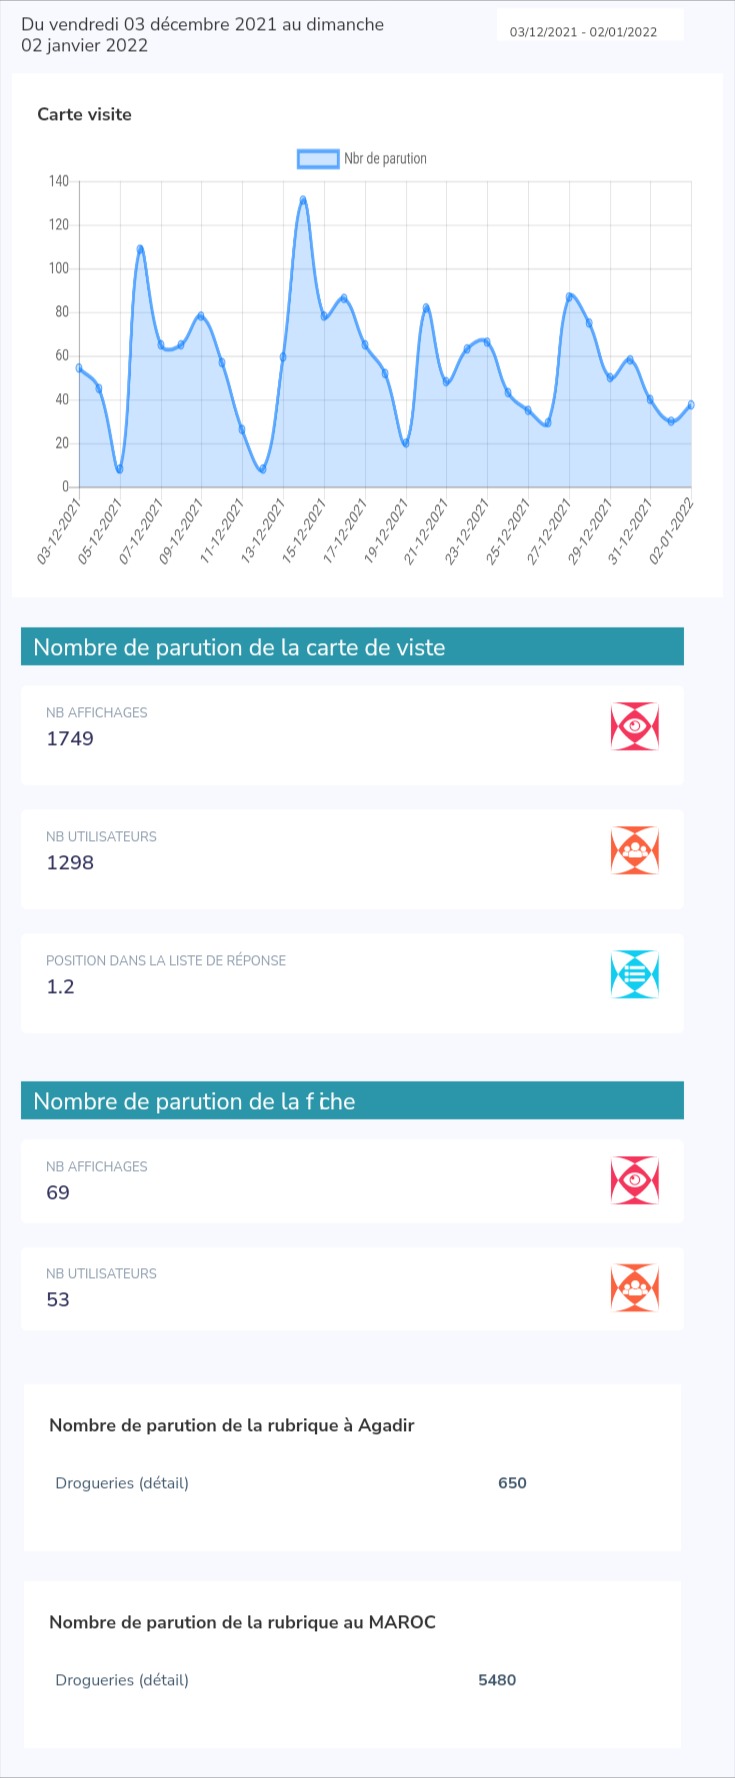 Du vendredi 03 décembre 2021 au dimanche
02 janvier 2022
03/12/2021 - 02/01/2022
Carte visite
Nbr de parution
140
120
100
80
60
40
20
0
03-12-2021
05-12-2021
07-12-2021
09-12-2021
11-12-2021
13-12-2021
15-12-2021
17-12-2021
19-12-2021
21-12-2021
23-12-2021
25-12-2021
27-12-2021
29-12-2021
31-12-2021
02-01-2022
Nombre de parution de la carte de viste
NB AFFICHAGES
1749
NB UTILISATEURS
1298
POSITION DANS LA LISTE DE RÉPONSE
1.2
Nombre de parution de la fiche
NB AFFICHAGES
69
NB UTILISATEURS
53
Nombre de parution de la rubrique à Agadir
Drogueries (détail) 650
Nombre de parution de la rubrique au MAROC
Drogueries (détail) 5480